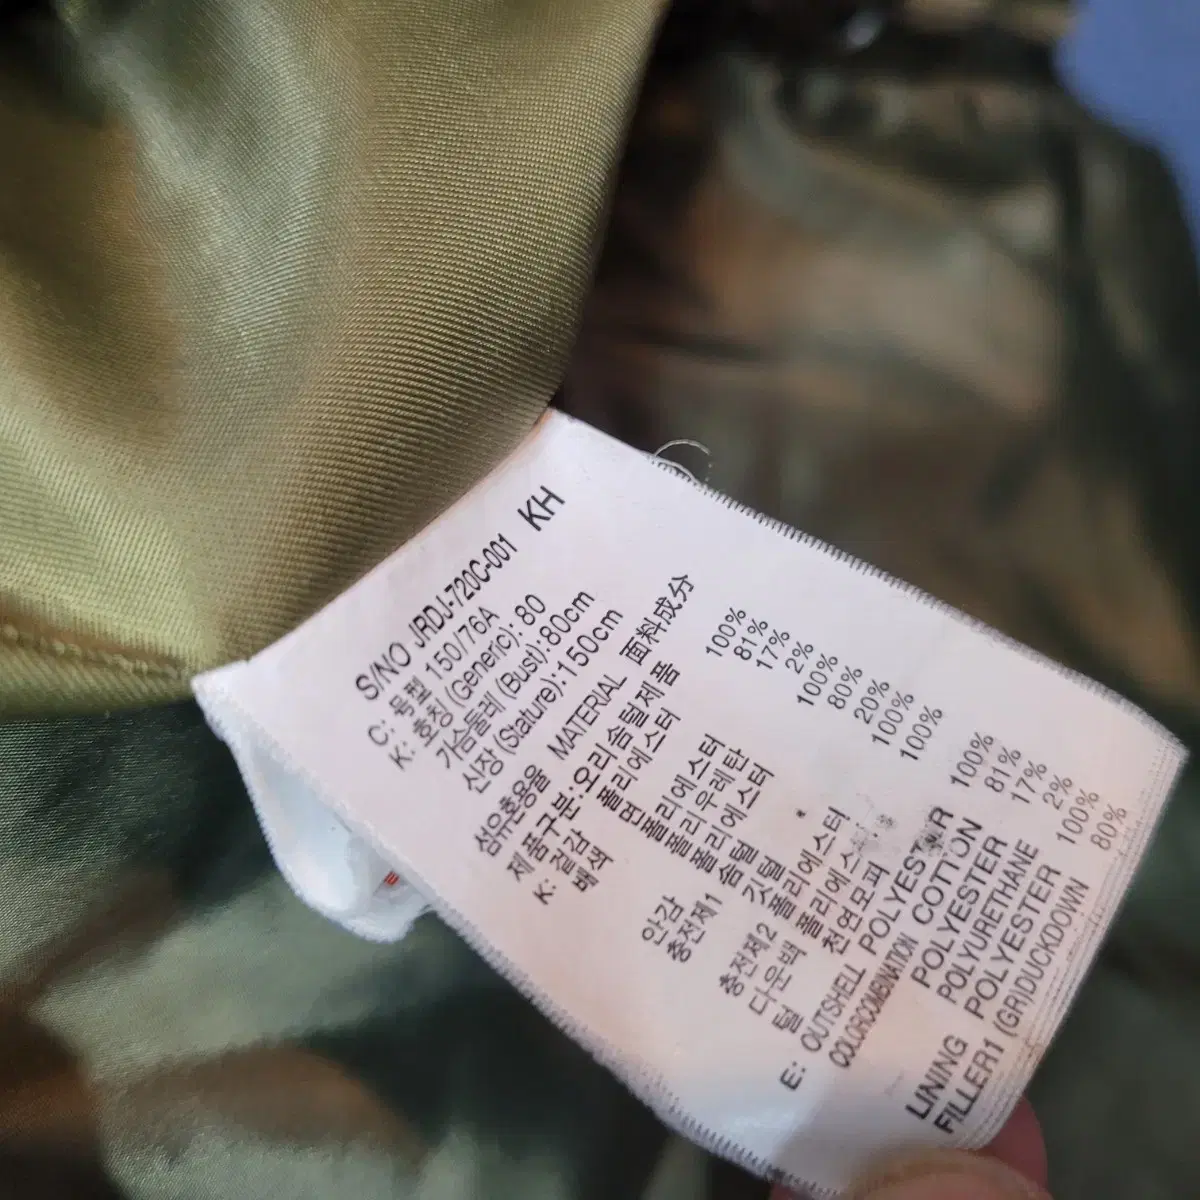 S/NO JRDJ-720C-001 KH
C: 号型 150/76A
K: 호칭 (Generic): 80
가슴둘레 (Bust):80cm
신장 (Stature):150cm
섬유혼용율 MATERIAL 面料成分
제품구분: 오리솜털제품
K: 겉감 폴리에스터 100%
배색 면 81%
폴리에스터 17%
폴리우레탄 2%
안감 폴리에스터 100%
충전제1 솜털 80%
깃털 20%
충전제2 폴리에스터 100%
다운백 폴리에스터 100%
털 천연모피
E: OUTSHELL POLYESTER 100%
COLORCOMBINATION COTTON 81%
POLYESTER 17%
POLYURETHANE 2%
LINING POLYESTER 100%
FILLER1 (GR)DUCKDOWN 80%